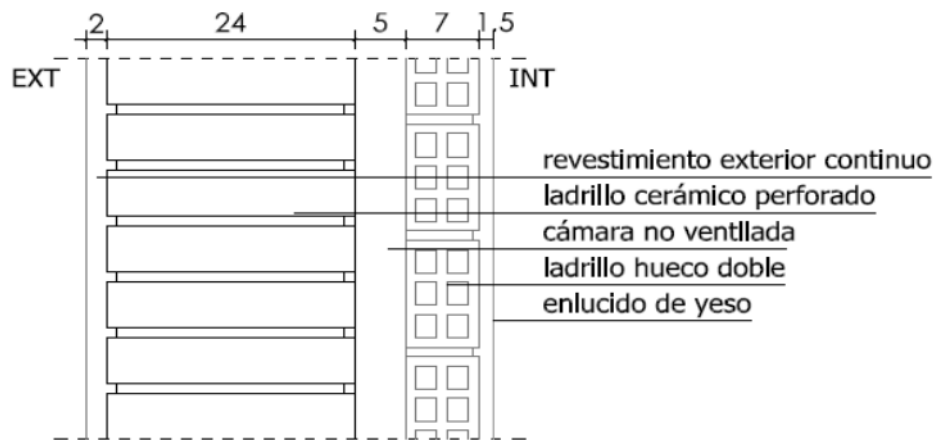 2 24 5 7 1.5
EXT
INT
revestimiento exterior continuo
ladrillo cerámico perforado
cámara no ventllada
ladrillo hueco doble
enlucido de yeso